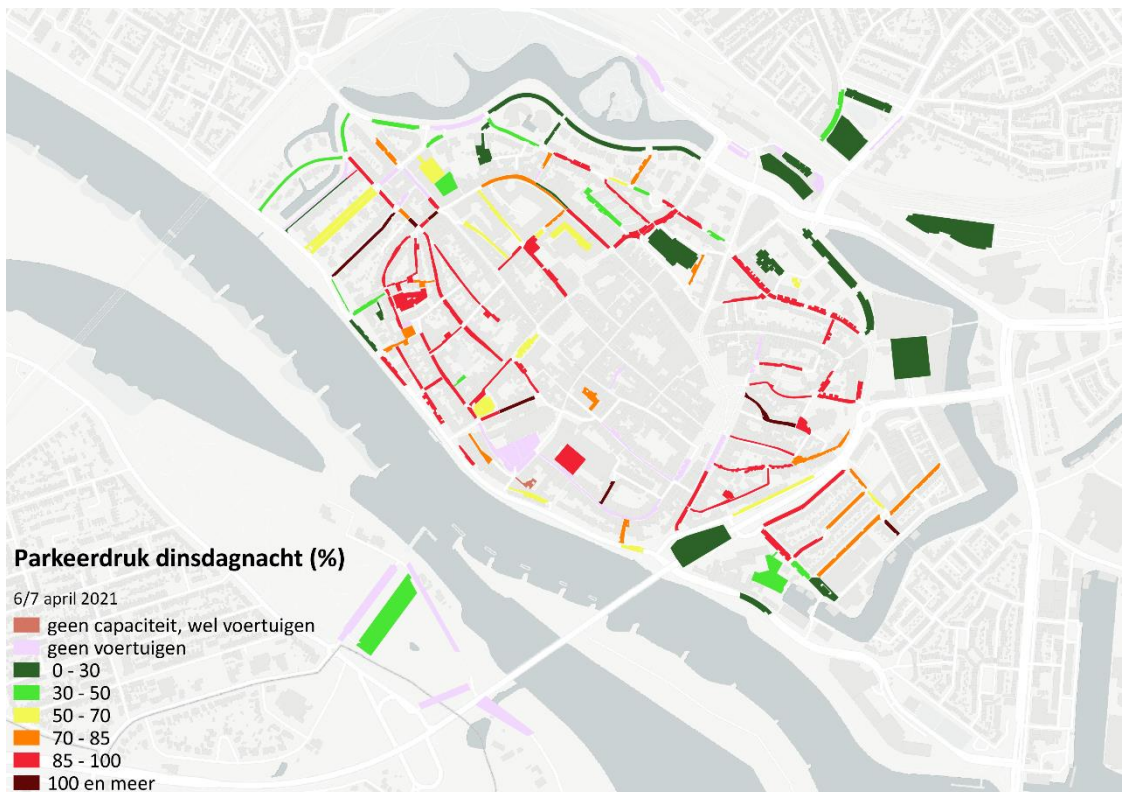 Parkeerdruk dinsdagnacht (%)
6/7 april 2021
geen capaciteit, wel voertuigen
geen voertuigen
0 - 30
30 - 50
50 - 70
70 - 85
85 - 100
100 en meer